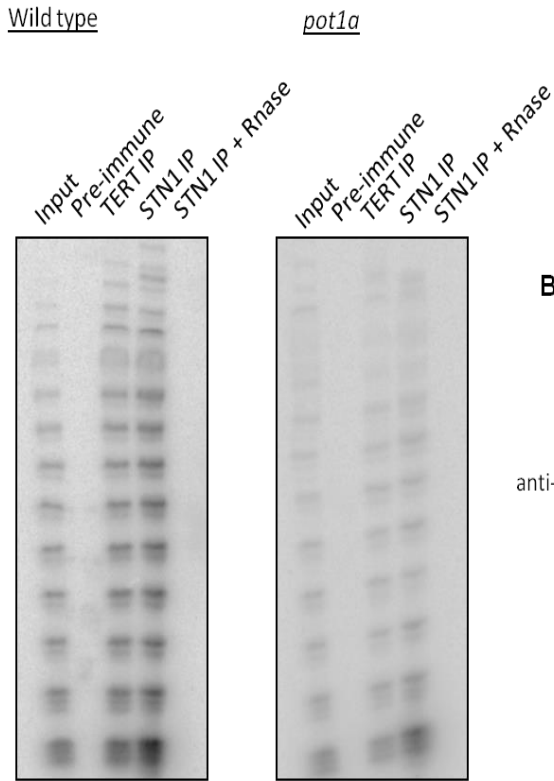 Wild type
pot1a
Input
Pre-immune
TERT IP
STN1 IP
STN1 IP + Rnase
Input
Pre-immune
TERT IP
STN1 IP
STN1 IP + Rnase
B
anti-